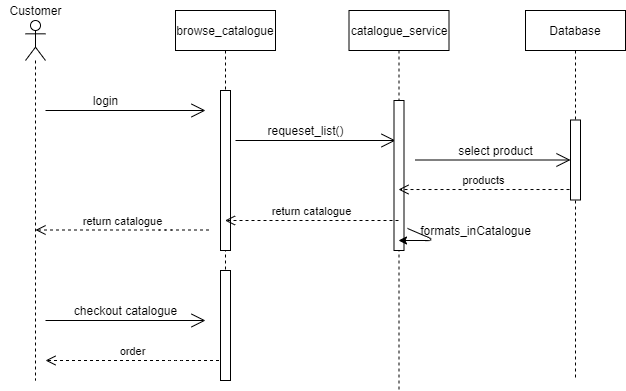 Customer
browse_catalogue
catalogue_service
Database
login
requeset_list()
select product
products
return catalogue
return catalogue
formats_inCatalogue
checkout catalogue
order